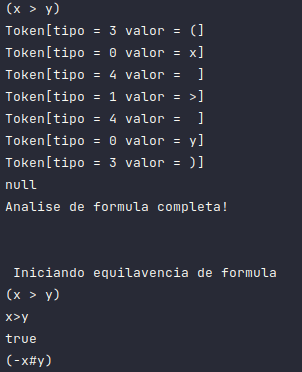 (x > y)
Token[tipo = 3 valor = (]
Token[tipo = 0 valor = x]
Token[tipo = 4 valor =  ]
Token[tipo = 1 valor = >]
Token[tipo = 4 valor =  ]
Token[tipo = 0 valor = y]
Token[tipo = 3 valor = )]
null
Analise de formula completa!
Iniciando equilavencia de formula
(x > y)
x>y
true
(-x#y)